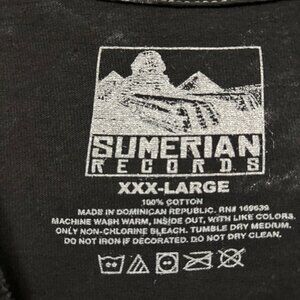 SUMERIAN
RECORDS
XXX-LARGE
100% COTTON
MADE IN DOMINICAN REPUBLIC. RN# 169639
MACHINE WASH WARM, INSIDE OUT, WITH LIKE COLORS
ONLY NON-CHLORINE BLEACH. TUMBLE DRY MEDIUM.
DO NOT IRON IF DECORATED. DO NOT DRY CLEAN.